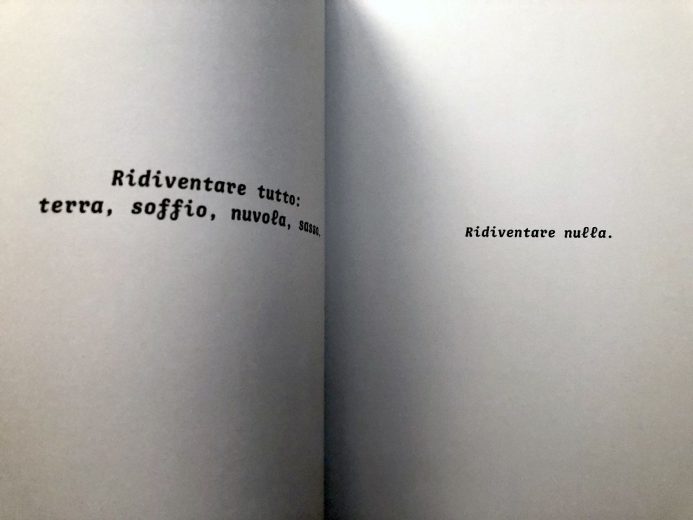 Ridiventare tutto:
terra, soffio, nuvola, sasso.
Ridiventare nulla.